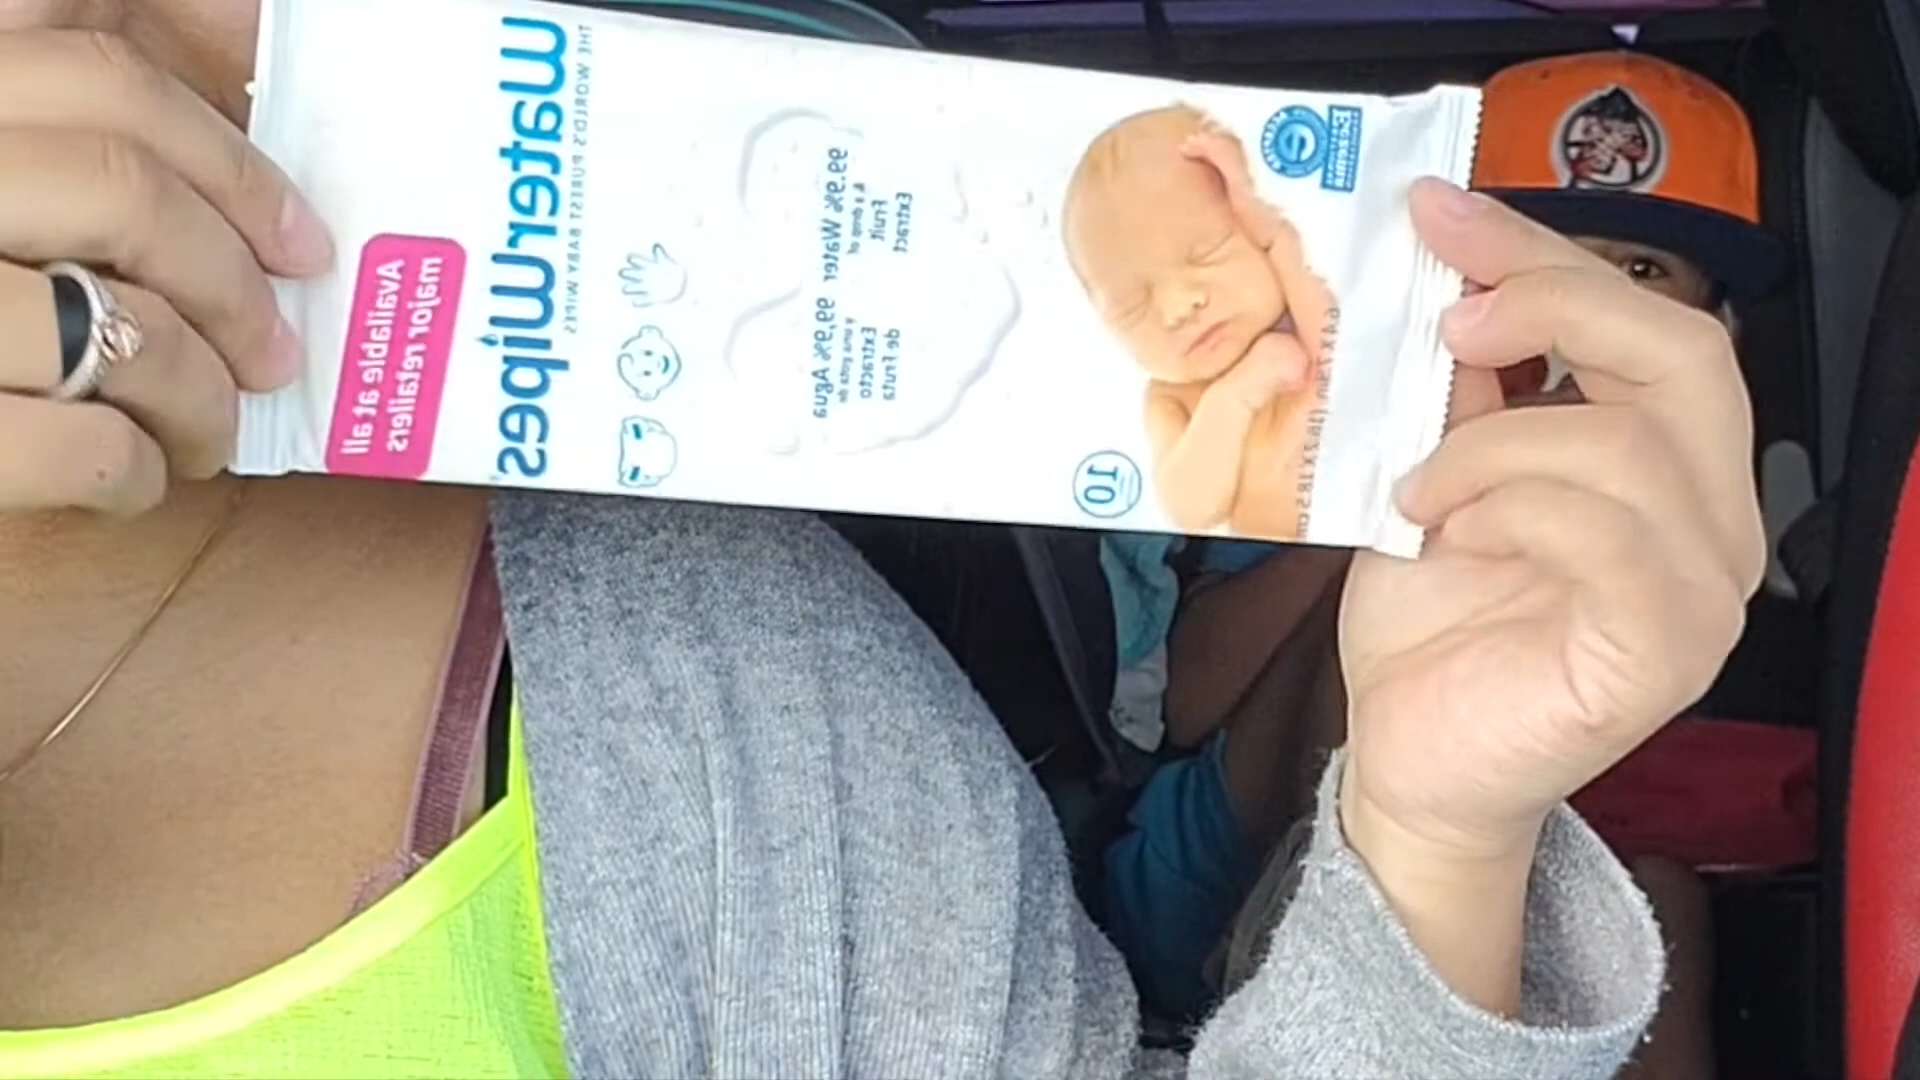 Available at all
major retailers
WaterWipes
THE WORLD'S PUREST BABY WIPES
99.9% Water
& a drop of
Fruit
Extract
99,9% Agua
y una gota de
Extracto
de Fruta
10